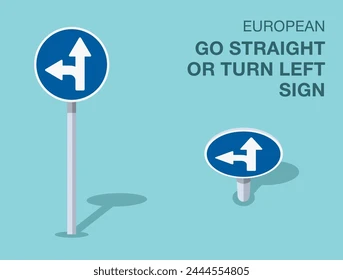 EUROPEAN
GO STRAIGHT
OR TURN LEFT
SIGN
shutterstock.com · 2444554805